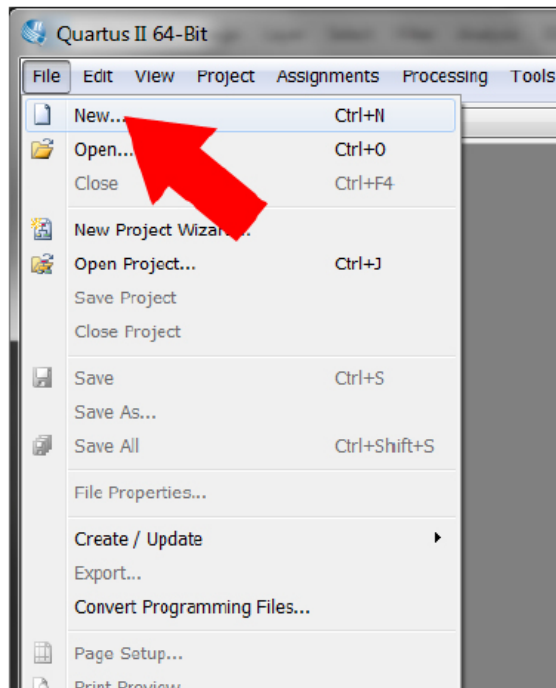 Quartus II 64-Bit
File Edit View Project Assignments Processing Tools
New... Ctrl+N
Open... Ctrl+O
Close Ctrl+F4
New Project
Open Project... Ctrl+J
Save Project
Close Project
Save Ctrl+S
Save As...
Save All Ctrl+Shift+S
File Properties...
Create / Update
Export...
Convert Programming Files...
Page Setup...
Print Preview